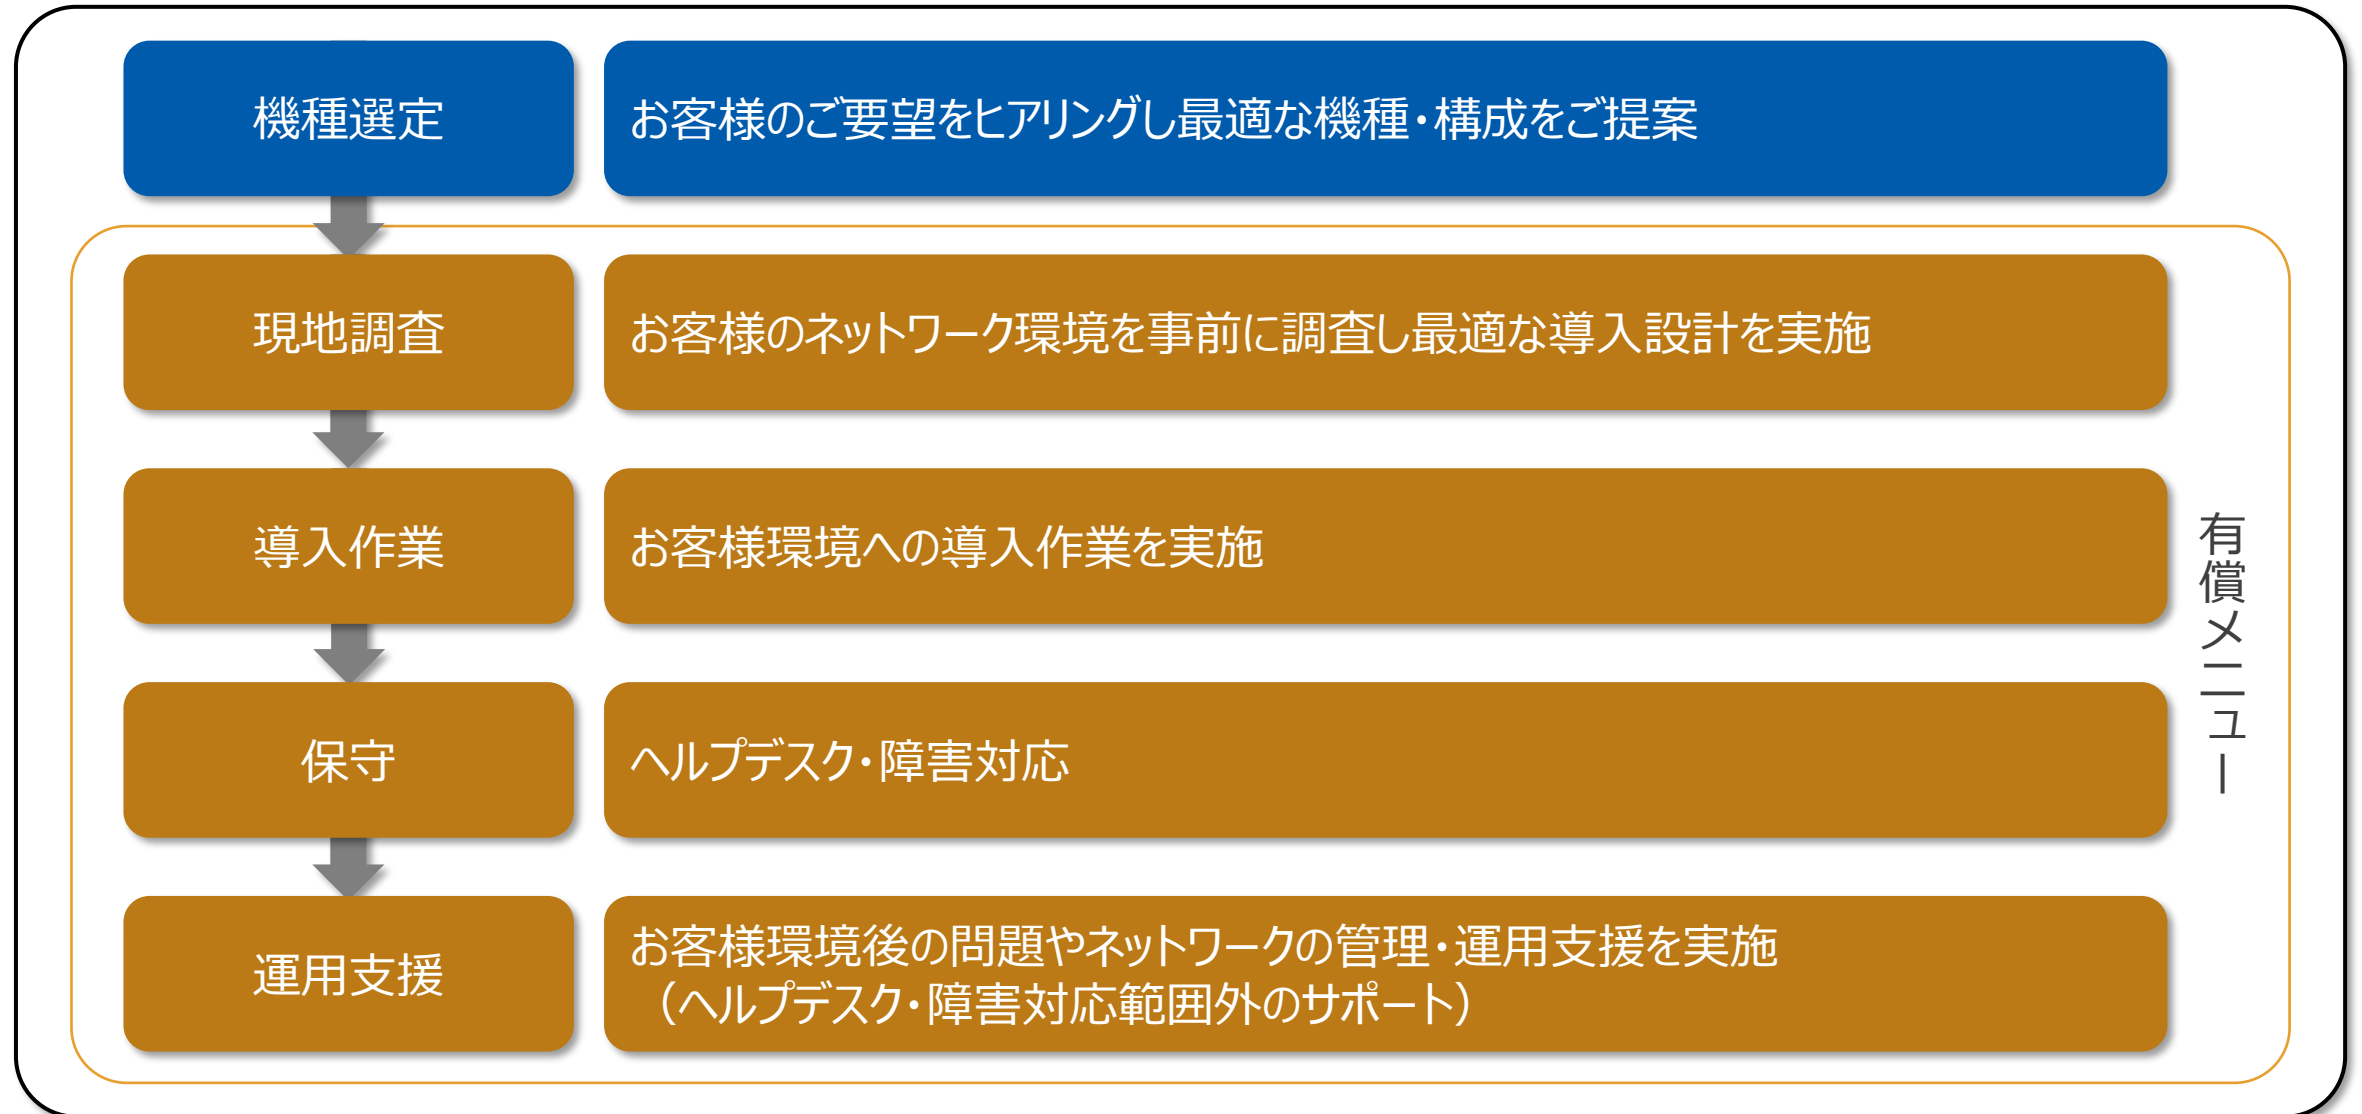 機種選定
お客様のご要望をヒアリングし最適な機種・構成をご提案
現地調査
お客様のネットワーク環境を事前に調査し最適な導入設計を実施
導入作業
お客様環境への導入作業を実施
保守
ヘルプデスク・障害対応
運用支援
お客様環境後の問題やネットワークの管理・運用支援を実施
（ヘルプデスク・障害対応範囲外のサポート）
有償メニュー